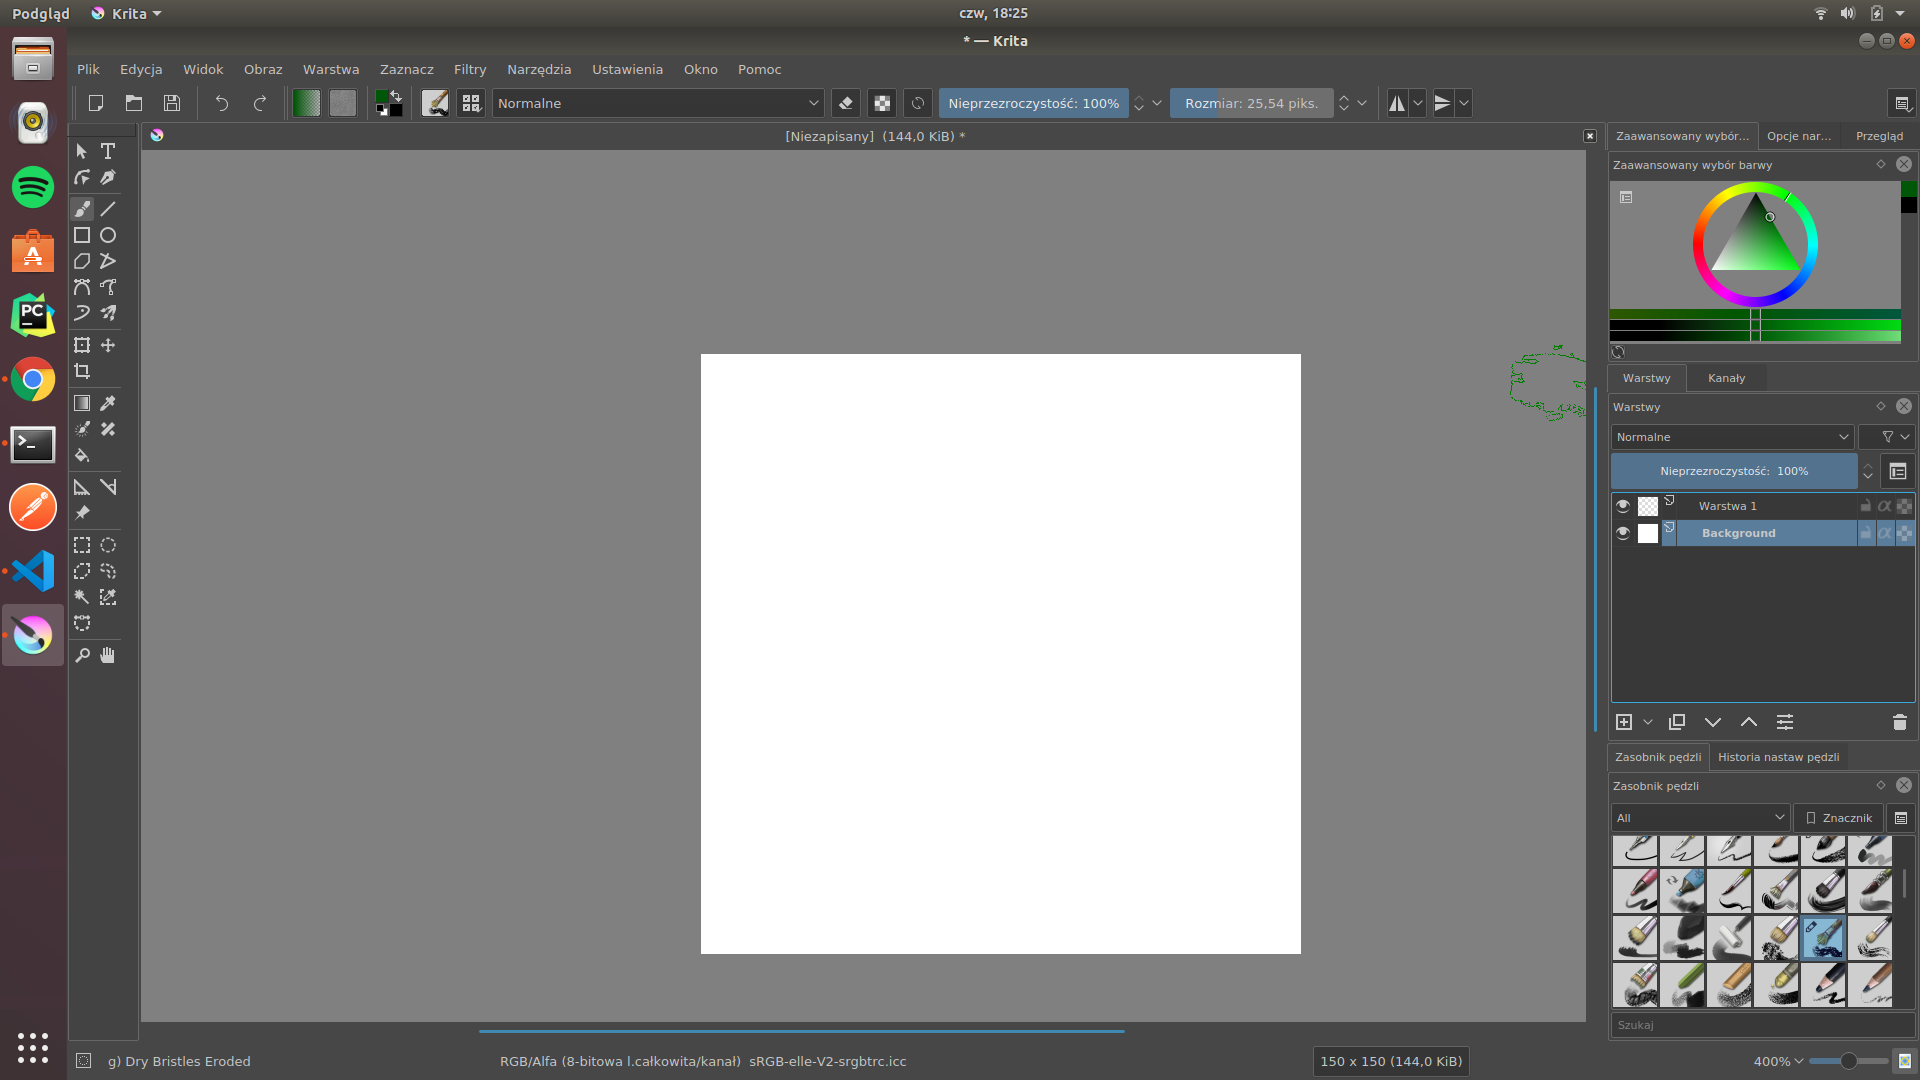 Podgląd Krita czw, 18:25
* — Krita
Plik Edycja Widok Obraz Warstwa Zaznacz Filtry Narzędzia Ustawienia Okno Pomoc
Normalne Nieprzezroczystość: 100% Rozmiar: 25,54 piks.
[Niezapisany] (144,0 KiB) *
Zaawansowany wybór... Opcje nar... Przegląd
Zaawansowany wybór barwy
Warstwy Kanały
Warstwy
Normalne
Nieprzezroczystość: 100%
Warstwa 1
Background
Zasobnik pędzli Historia nastaw pędzli
Zasobnik pędzli
All Znacznik
Szukaj
g) Dry Bristles Eroded RGB/Alfa (8-bitowa l.całkowita/kanał) sRGB-elle-V2-srgbtrc.icc 150 x 150 (144,0 KiB) 400%
PC